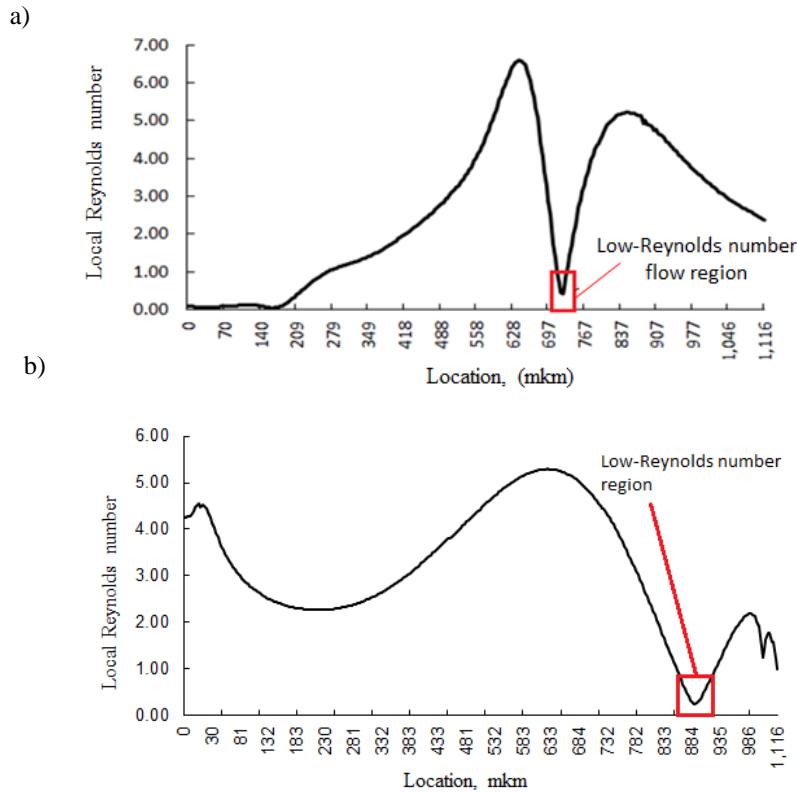 a)
Local Reynolds number
7.00
6.00
5.00
4.00
3.00
2.00
1.00
0.00
Low-Reynolds number
flow region
0 70 140 209 279 349 418 488 558 628 697 767 837 907 977 1,046 1,116
Location, (mkm)
b)
Local Reynolds number
6.00
5.00
4.00
3.00
2.00
1.00
0.00
Low-Reynolds number
region
0 30 81 132 183 230 281 332 383 433 481 532 583 633 684 732 782 833 884 935 986 1,116
Location, mkm